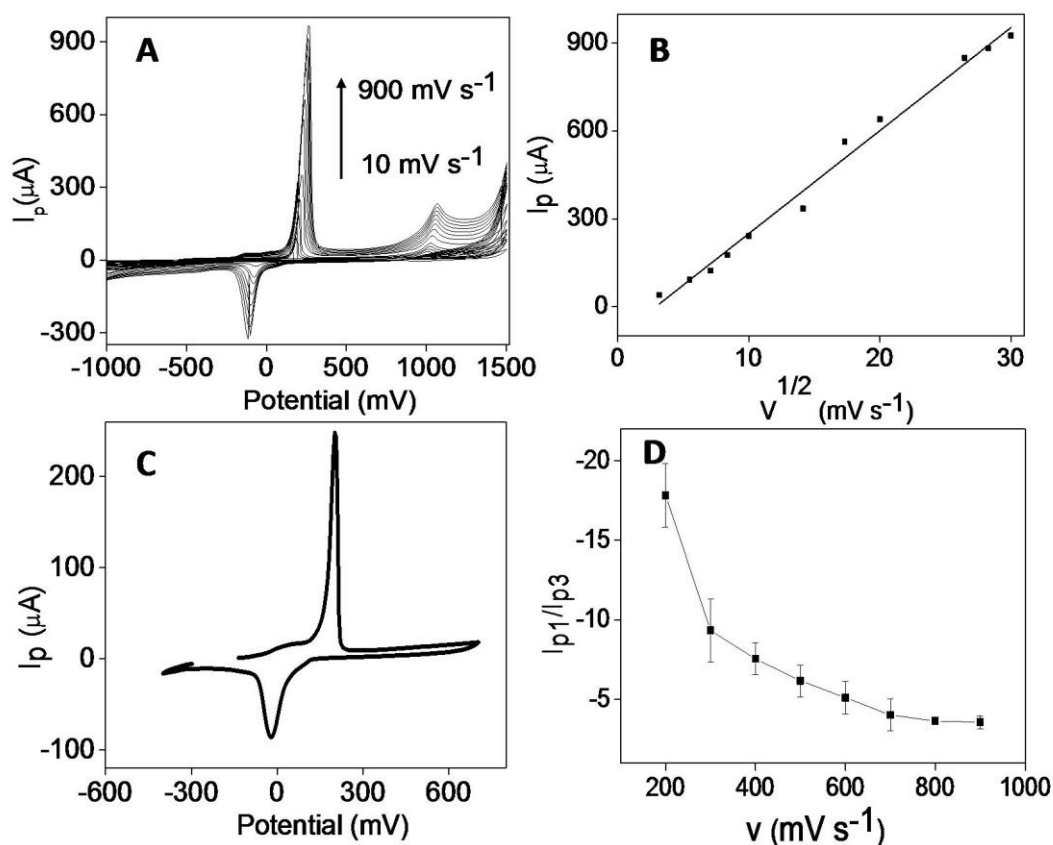 A
900 mV s-1
10 mV s-1
Ip(μA)
900
600
300
0
-300
-1000 -500 0 500 1000 1500
Potential (mV)
B
Ip (μA)
900
600
300
0
0 10 20 30
V1/2 (mV s-1)
C
Ip (μA)
200
100
0
-100
-600 -300 0 300 600
Potential (mV)
D
Ip1/Ip3
-20
-15
-10
-5
200 400 600 800 1000
v (mV s-1)